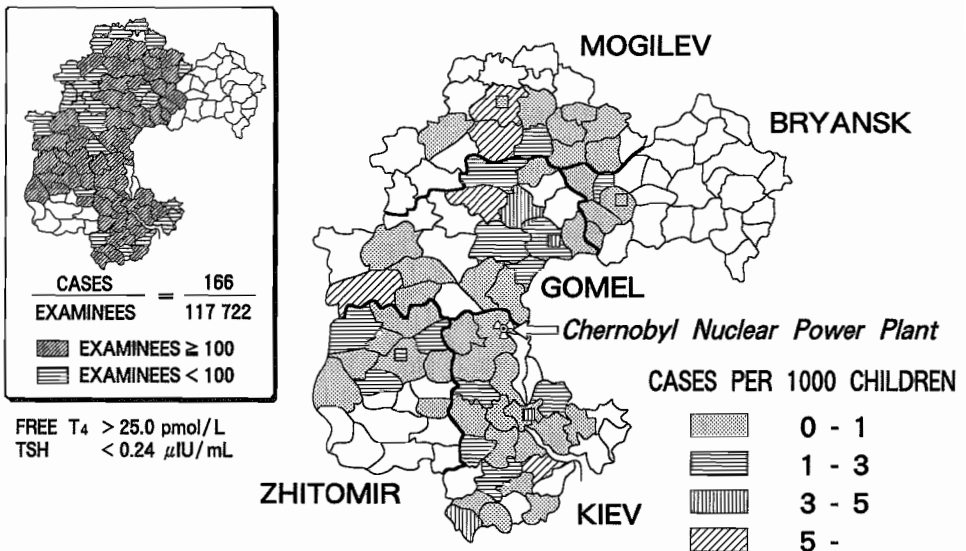 CASES = 166
EXAMINEES 117 722
EXAMINEES ≧ 100
EXAMINEES < 100
FREE T₄ > 25.0 pmol/L
TSH < 0.24 μIU/mL
MOGILEV
BRYANSK
GOMEL
Chernobyl Nuclear Power Plant
ZHITOMIR
KIEV
CASES PER 1000 CHILDREN
0 - 1
1 - 3
3 - 5
5 -